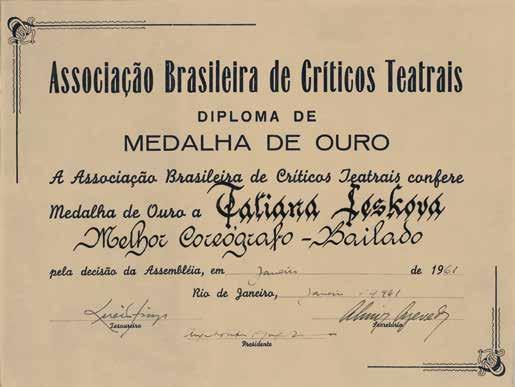 Associação Brasileira de Críticos Teatrais
DIPLOMA DE
MEDALHA DE OURO
A Associação Brasileira de Críticos Teatrais confere
Medalha de Ouro a Tatiana Leskova
Melhor Coreógrafo - Bailado
pela decisão da Assembléia, em Janeiro de 1961
Rio de Janeiro, Janeiro 1961
Tesoureiro
Secretário
Presidente